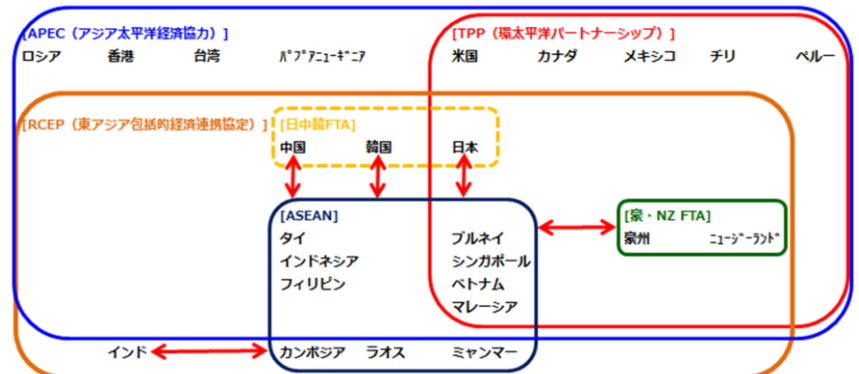 [APEC（アジア太平洋経済協力）] [TPP（環太平洋パートナーシップ）]
ロシア 香港 台湾 ﾊﾟﾌﾟｱﾆｭｰｷﾞﾆｱ 米国 カナダ メキシコ チリ ペルー
[RCEP（東アジア包括的経済連携協定）] [日中韓FTA]
中国 韓国 日本
[ASEAN] [豪・NZ FTA]
タイ ブルネイ 豪州 ﾆｭｰｼﾞｰﾗﾝﾄﾞ
インドネシア シンガポール
フィリピン ベトナム
マレーシア
インド カンボジア ラオス ミャンマー